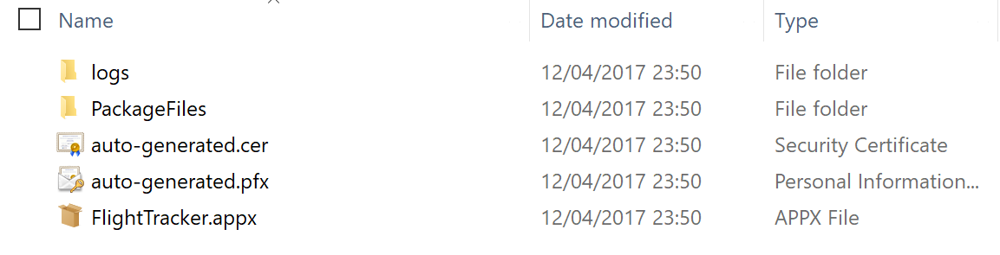 Name Date modified Type
logs 12/04/2017 23:50 File folder
PackageFiles 12/04/2017 23:50 File folder
auto-generated.cer 12/04/2017 23:50 Security Certificate
auto-generated.pfx 12/04/2017 23:50 Personal Information...
FlightTracker.appx 12/04/2017 23:50 APPX File